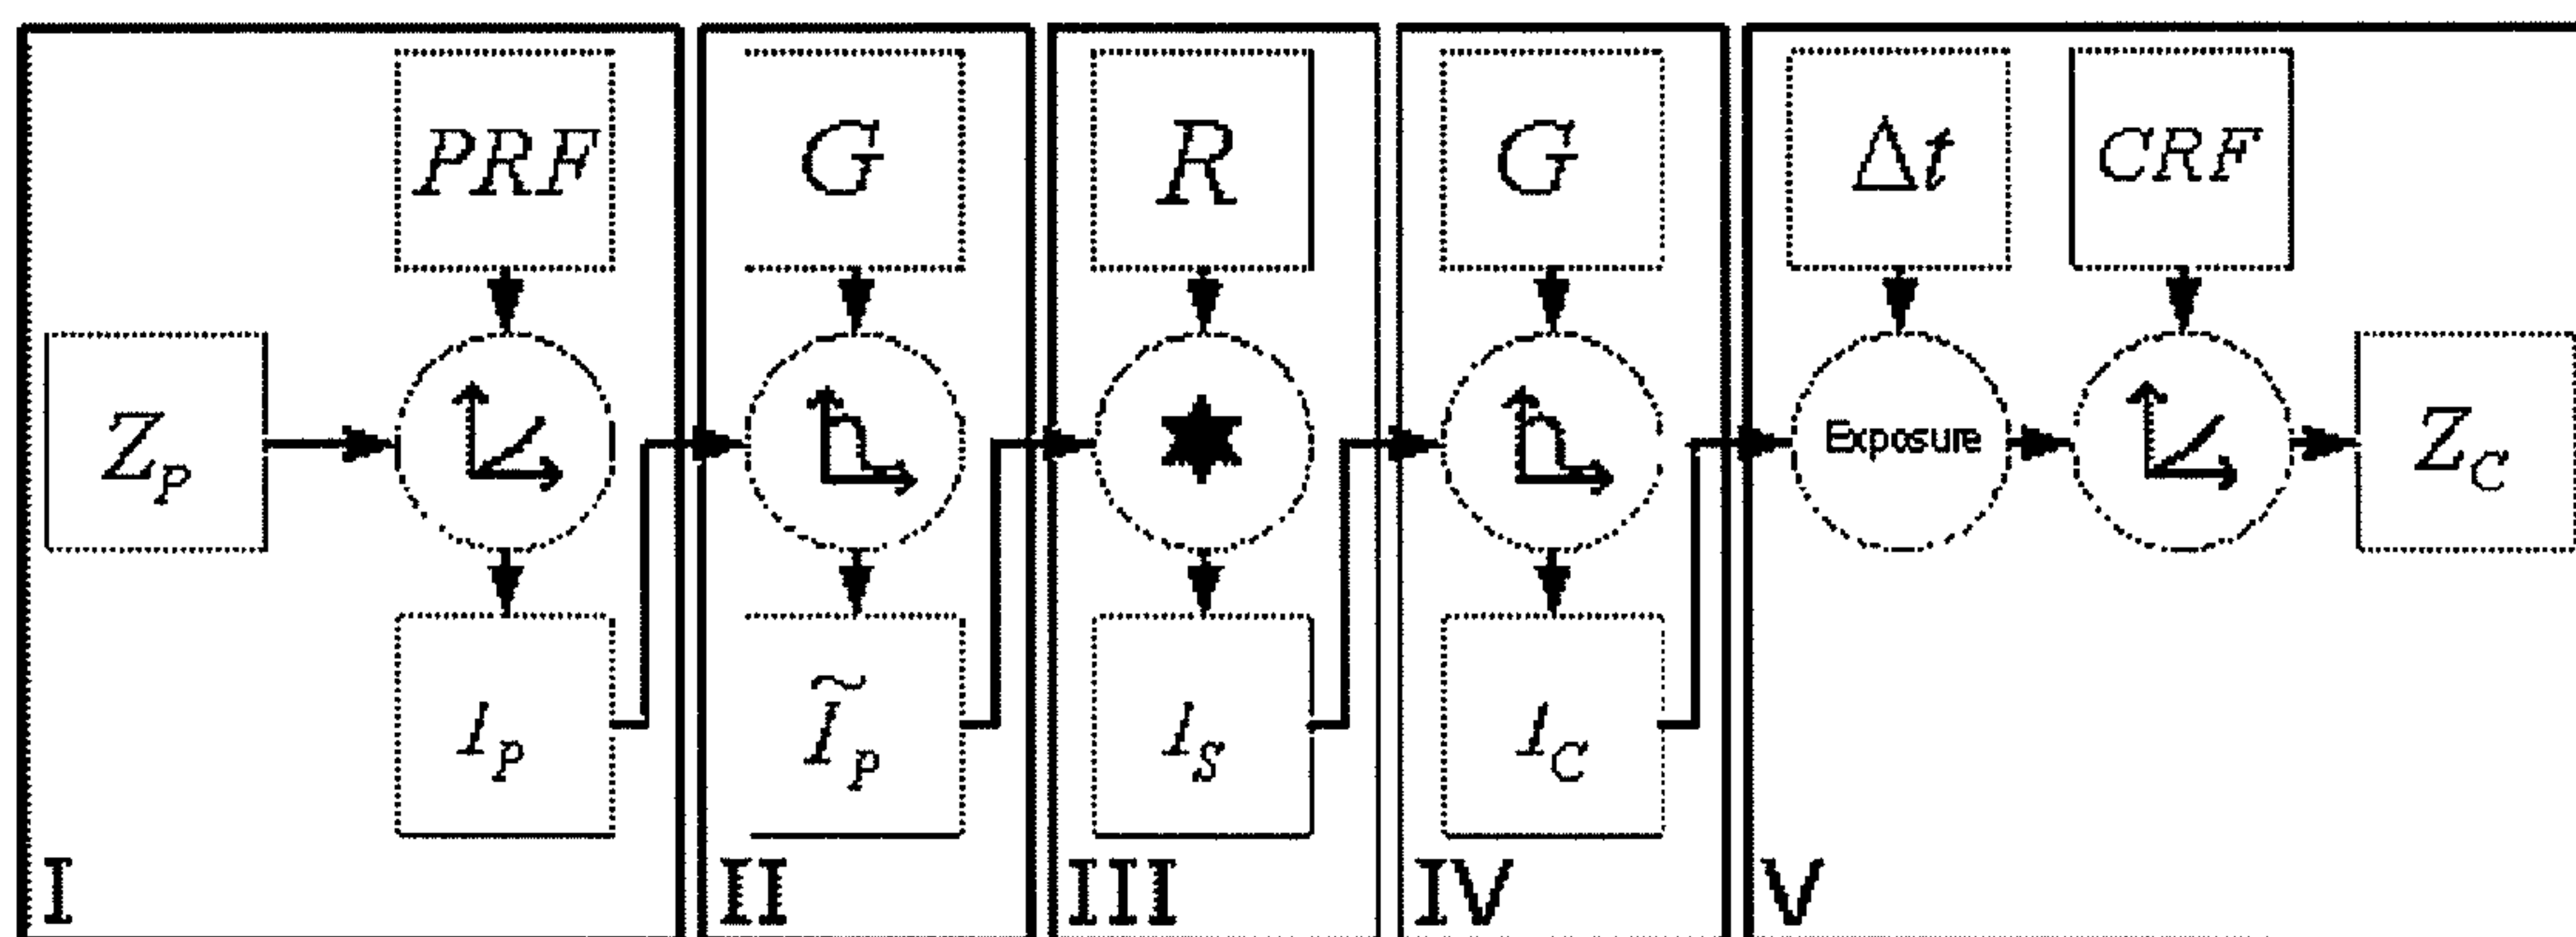 PRF G R G Δt CRF
Z_P Exposure Z_C
I_P Ĩ_P I_S I_C
I II III IV V